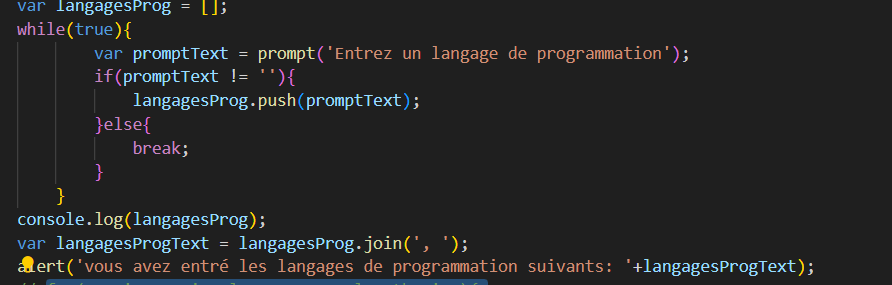 var langagesProg = [];
while(true){
var promptText = prompt('Entrez un langage de programmation');
if(promptText != ''){
langagesProg.push(promptText);
}else{
break;
}
}
console.log(langagesProg);
var langagesProgText = langagesProg.join(', ');
alert('vous avez entré les langages de programmation suivants: '+langagesProgText);